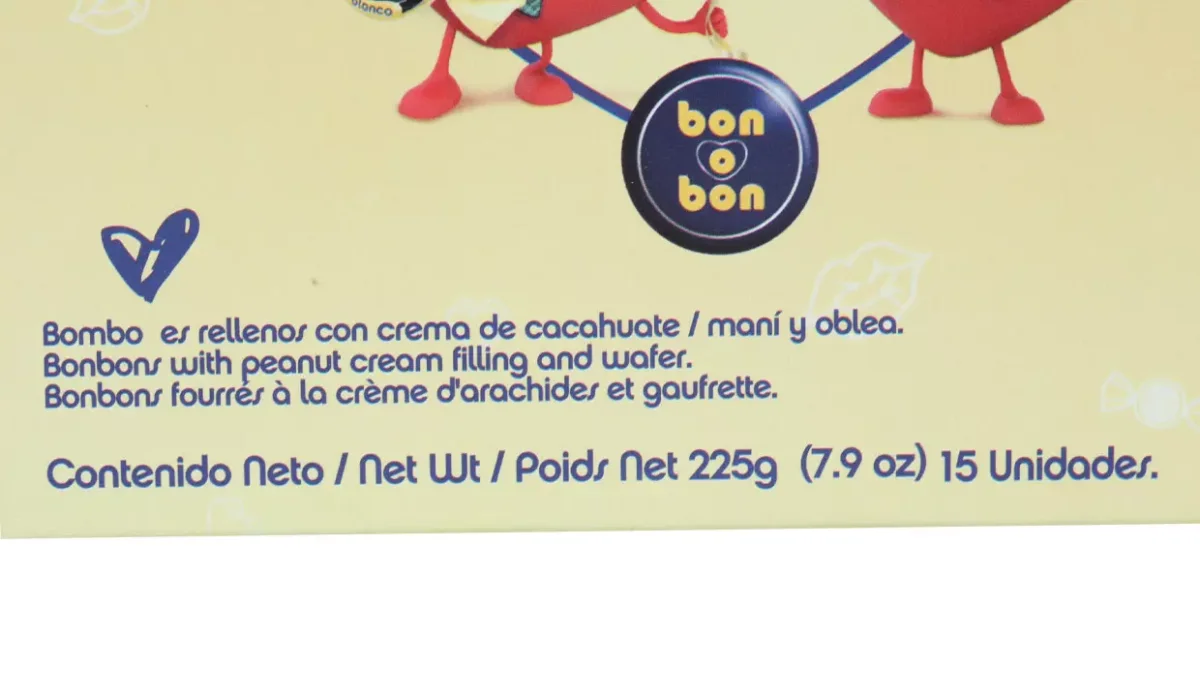 blanco
bon
o
bon
Bombo es rellenos con crema de cacahuate / maní y oblea.
Bonbons with peanut cream filling and wafer.
Bonbons fourrés à la crème d'arachides et gaufrette.
Contenido Neto / Net Wt / Poids Net 225g (7.9 oz) 15 Unidades.